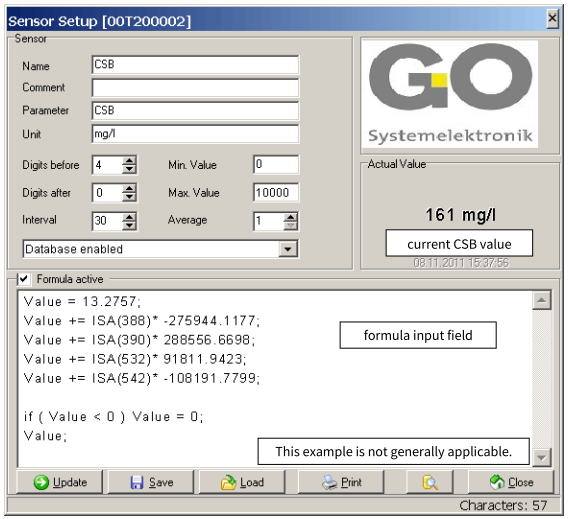 Sensor Setup [00T200002]
Sensor
Name CSB
Comment
Parameter CSB
Unit mg/l
Digits before 4 Min. Value 0
Digits after 0 Max. Value 10000
Interval 30 Average 1
Database enabled
GO
Systemelektronik
Actual Value
161 mg/l
current CSB value
08.11.2011 15:37:56
Formula active
Value = 13.2757;
Value += ISA(388)* -275944.1177;
Value += ISA(390)* 288556.6698;
Value += ISA(532)* 91811.9423;
Value += ISA(542)* -108191.7799;
if ( Value < 0 ) Value = 0;
Value;
formula input field
This example is not generally applicable.
Update Save Load Print Close
Characters: 57